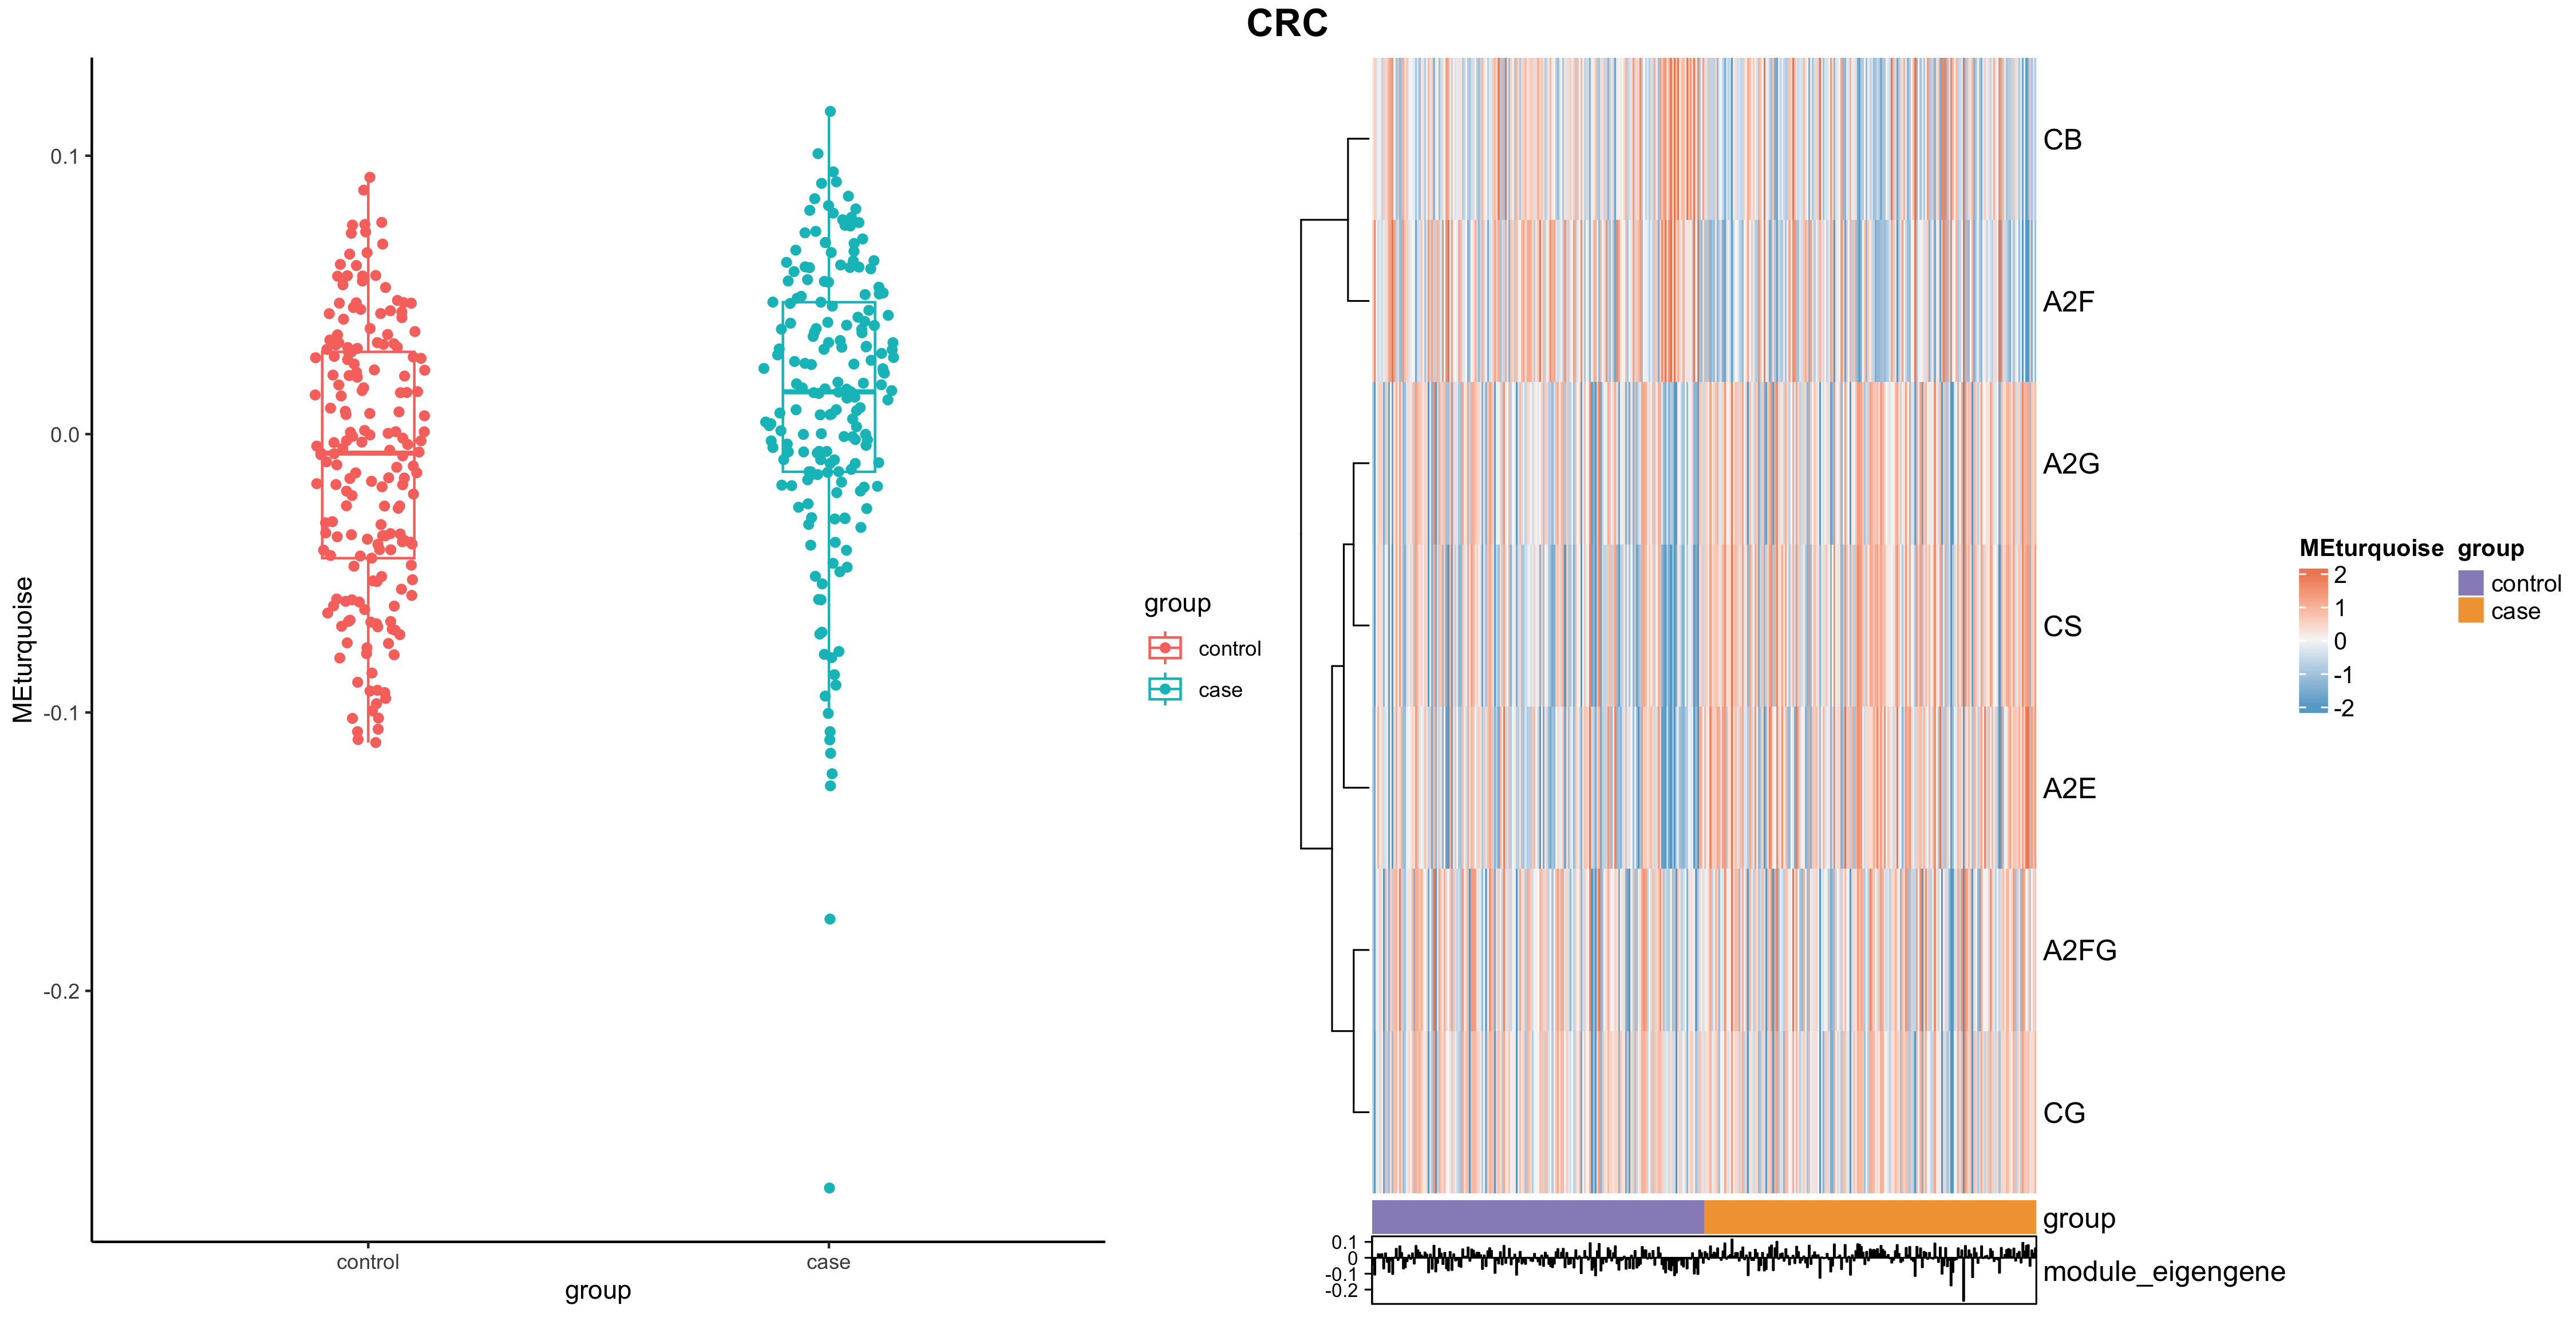 CRC
MEturquoise
0.1
0.0
-0.1
-0.2
control
case
group
group
control
case
CB
A2F
A2G
CS
A2E
A2FG
CG
group
0.1
0
-0.1
-0.2
module_eigengene
MEturquoise
2
1
0
-1
-2
group
control
case